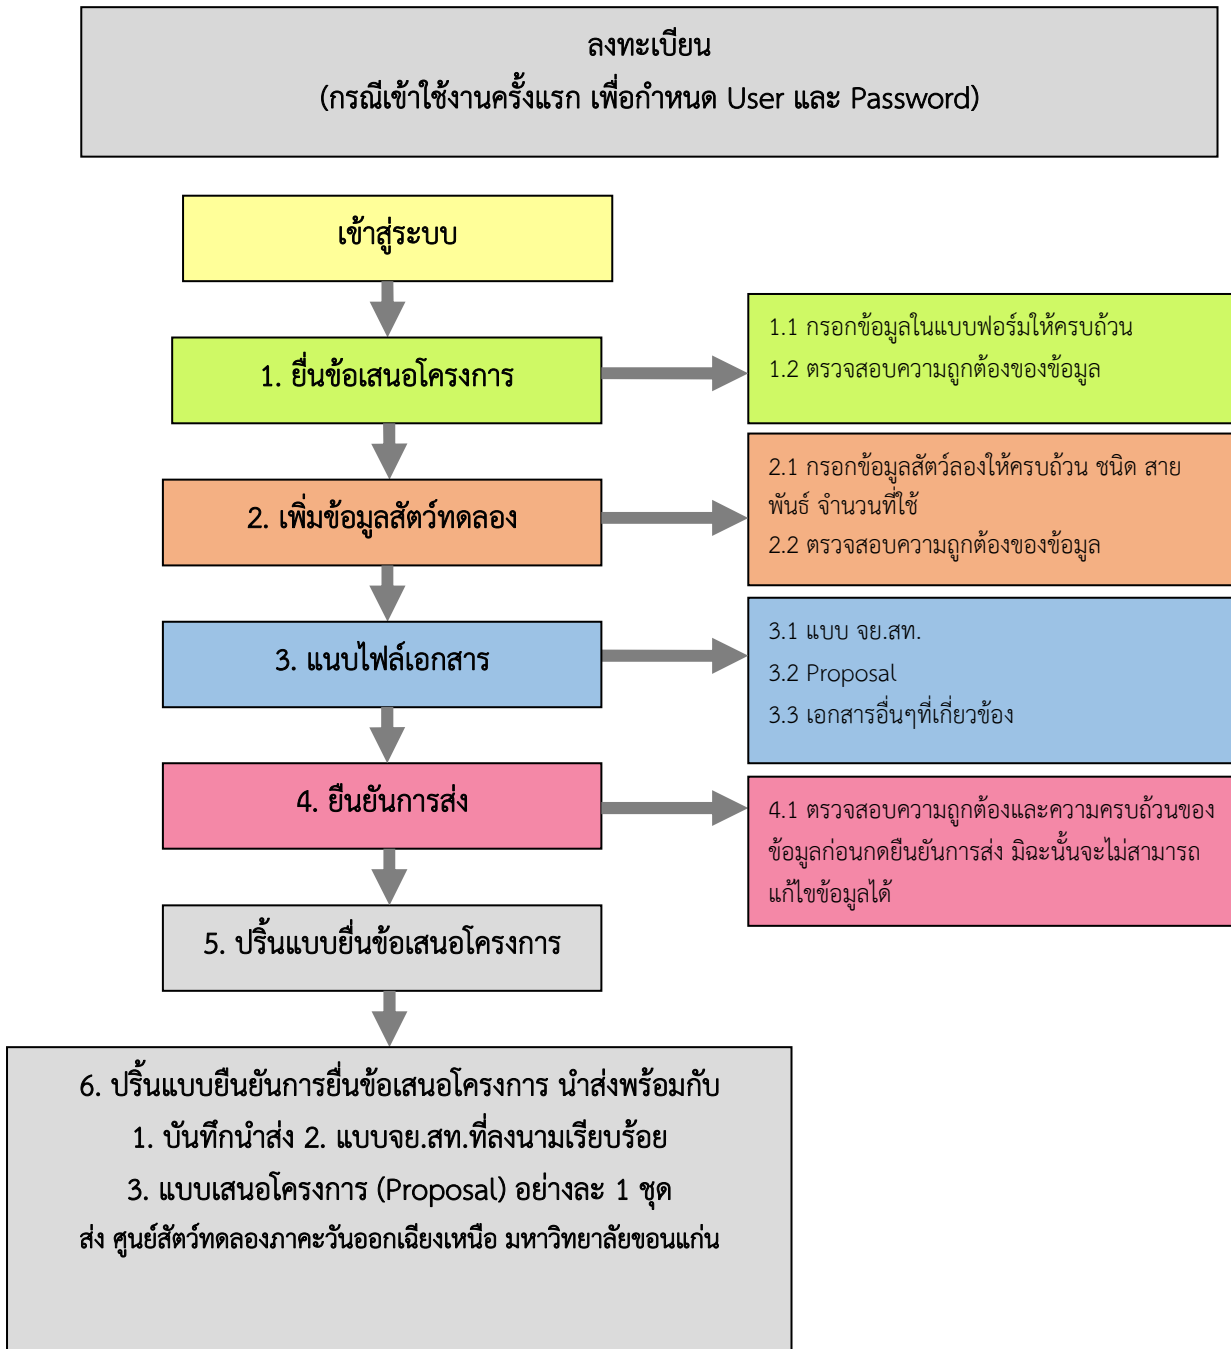 ลงทะเบียน
(กรณีเข้าใช้งานครั้งแรก เพื่อกำหนด User และ Password)
เข้าสู่ระบบ
1. ยื่นข้อเสนอโครงการ
1.1 กรอกข้อมูลในแบบฟอร์มให้ครบถ้วน
1.2 ตรวจสอบความถูกต้องของข้อมูล
2. เพิ่มข้อมูลสัตว์ทดลอง
2.1 กรอกข้อมูลสัตว์ลองให้ครบถ้วน ชนิด สาย
พันธ์ จำนวนที่ใช้
2.2 ตรวจสอบความถูกต้องของข้อมูล
3. แนบไฟล์เอกสาร
3.1 แบบ จย.สท.
3.2 Proposal
3.3 เอกสารอื่นๆที่เกี่ยวข้อง
4. ยืนยันการส่ง
4.1 ตรวจสอบความถูกต้องและความครบถ้วนของ
ข้อมูลก่อนกดยืนยันการส่ง มิฉะนั้นจะไม่สามารถ
แก้ไขข้อมูลได้
5. ปริ้นแบบยื่นข้อเสนอโครงการ
6. ปริ้นแบบยืนยันการยื่นข้อเสนอโครงการ นำส่งพร้อมกับ
1. บันทึกนำส่ง 2. แบบจย.สท.ที่ลงนามเรียบร้อย
3. แบบเสนอโครงการ (Proposal) อย่างละ 1 ชุด
ส่ง ศูนย์สัตว์ทดลองภาคะวันออกเฉียงเหนือ มหาวิทยาลัยขอนแก่น